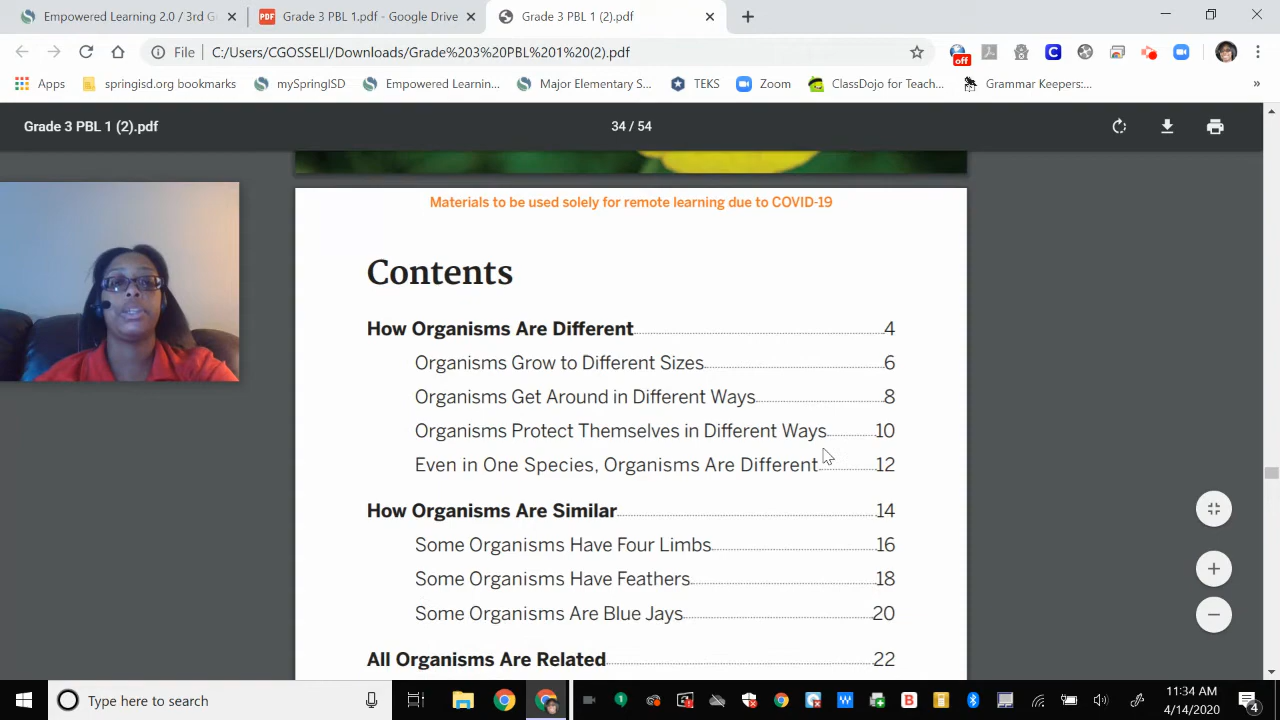 Empowered Learning 2.0 / 3rd G
Grade 3 PBL 1.pdf - Google Drive
Grade 3 PBL 1 (2).pdf
File
C:/Users/CGOSSELI/Downloads/Grade%203%20PBL%201%20(2).pdf
off
Apps
springisd.org bookmarks
mySpringISD
Empowered Learnin...
Major Elementary S...
TEKS
Zoom
ClassDojo for Teach...
Grammar Keepers:...
»
Grade 3 PBL 1 (2).pdf
34 / 54
Materials to be used solely for remote learning due to COVID-19
Contents
How Organisms Are Different 4
Organisms Grow to Different Sizes 6
Organisms Get Around in Different Ways 8
Organisms Protect Themselves in Different Ways 10
Even in One Species, Organisms Are Different 12
How Organisms Are Similar 14
Some Organisms Have Four Limbs 16
Some Organisms Have Feathers 18
Some Organisms Are Blue Jays 20
All Organisms Are Related 22
Type here to search
11:34 AM
4/14/2020
4